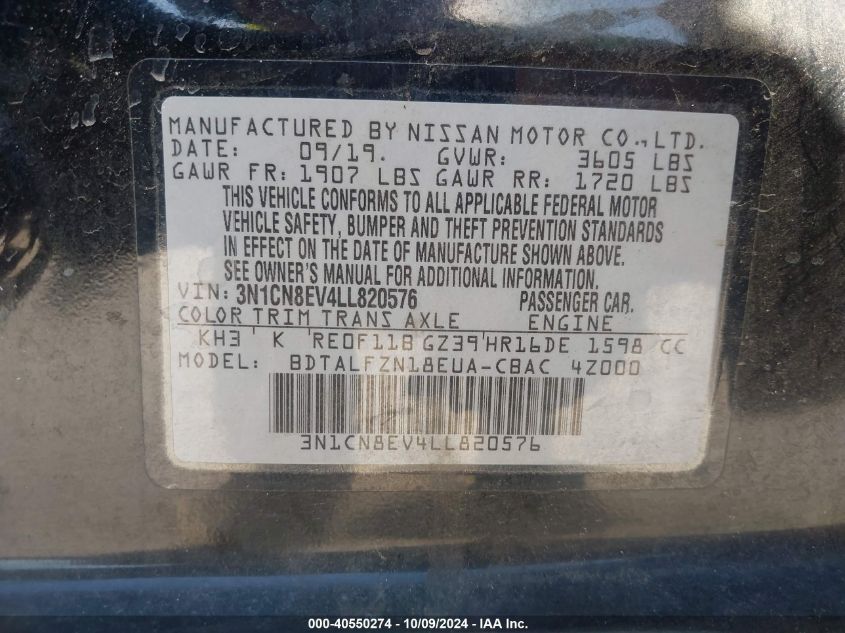 MANUFACTURED BY NISSAN MOTOR CO., LTD.
DATE: 09/19. GVWR: 3605 LBS
GAWR FR: 1907 LBS GAWR RR: 1720 LBS
THIS VEHICLE CONFORMS TO ALL APPLICABLE FEDERAL MOTOR
VEHICLE SAFETY, BUMPER AND THEFT PREVENTION STANDARDS
IN EFFECT ON THE DATE OF MANUFACTURE SHOWN ABOVE.
SEE OWNER'S MANUAL FOR ADDITIONAL INFORMATION.
VIN: 3N1CN8EV4LL820576 PASSENGER CAR.
COLOR TRIM TRANS AXLE ENGINE
KH3 K RE0F11B GZ39 HR16DE 1598 CC
MODEL: BDTALFZN18EUA-CBAC 4Z000
3N1CN8EV4LL820576
000-40550274 - 10/09/2024 - IAA Inc.